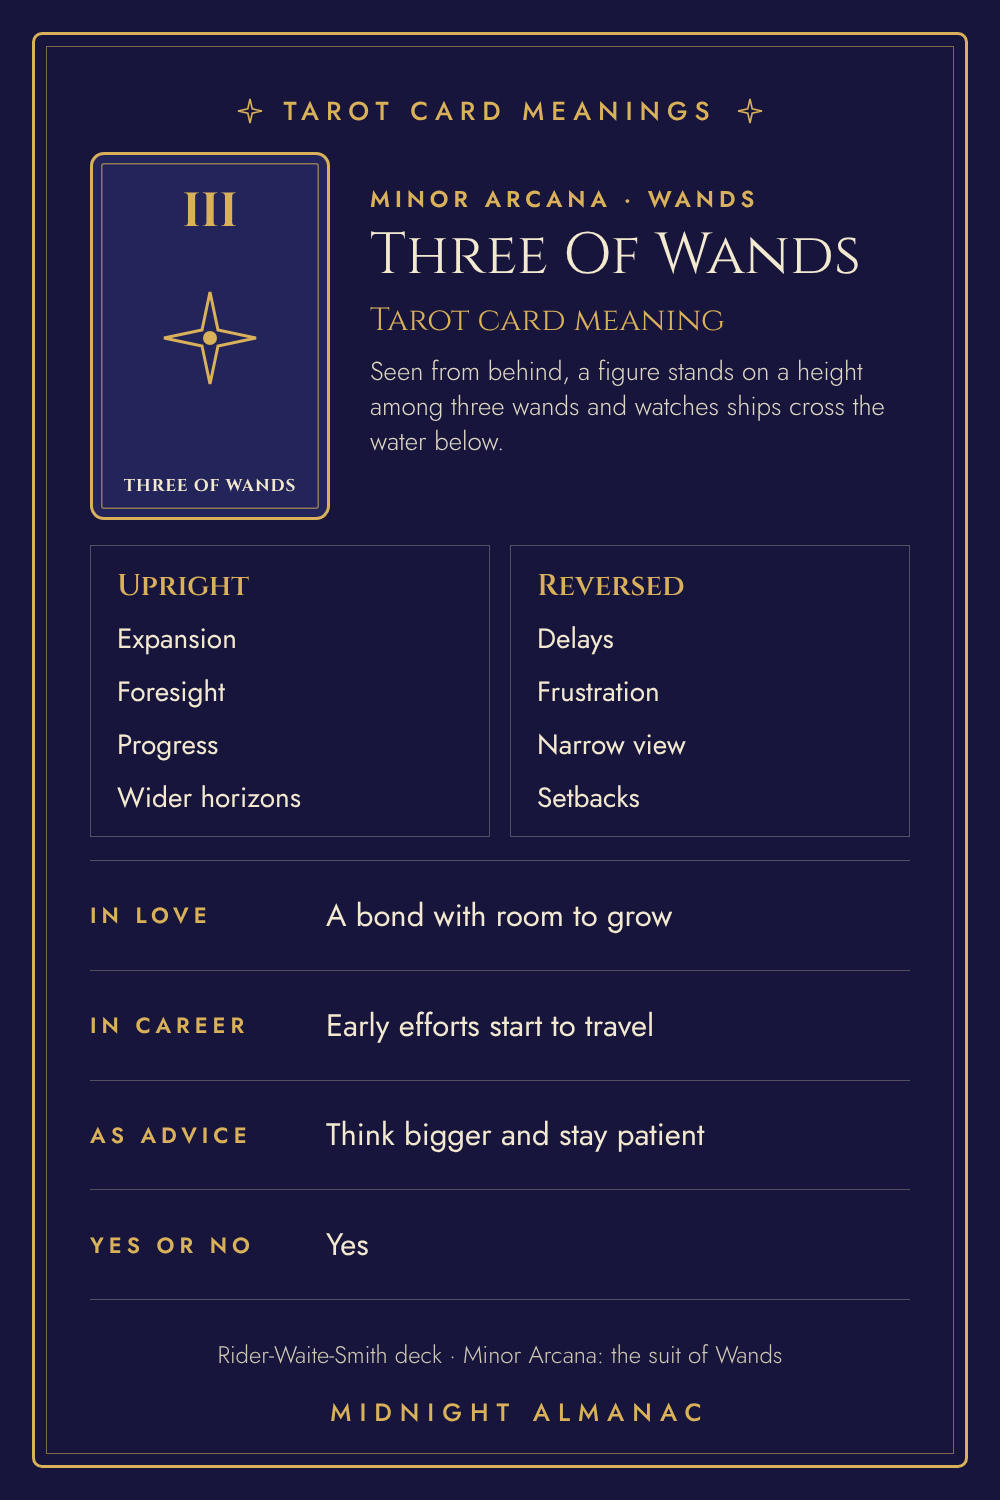 TAROT CARD MEANINGS
III
THREE OF WANDS
MINOR ARCANA · WANDS
Three Of Wands
Tarot card meaning
Seen from behind, a figure stands on a height
among three wands and watches ships cross the
water below.
Upright
Expansion
Foresight
Progress
Wider horizons
Reversed
Delays
Frustration
Narrow view
Setbacks
IN LOVE
A bond with room to grow
IN CAREER
Early efforts start to travel
AS ADVICE
Think bigger and stay patient
YES OR NO
Yes
Rider-Waite-Smith deck · Minor Arcana: the suit of Wands
MIDNIGHT ALMANAC